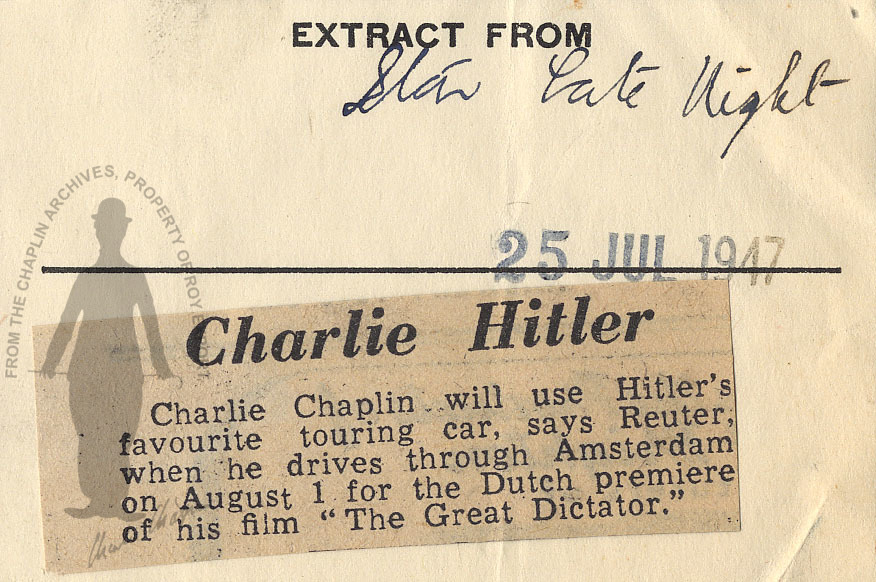 EXTRACT FROM
Star Late Night
25 JUL 1947
FROM THE CHAPLIN ARCHIVES, PROPERTY OF ROY E
Charlie Hitler
Charlie Chaplin will use Hitler's
favourite touring car, says Reuter,
when he drives through Amsterdam
on August 1 for the Dutch premiere
of his film "The Great Dictator."